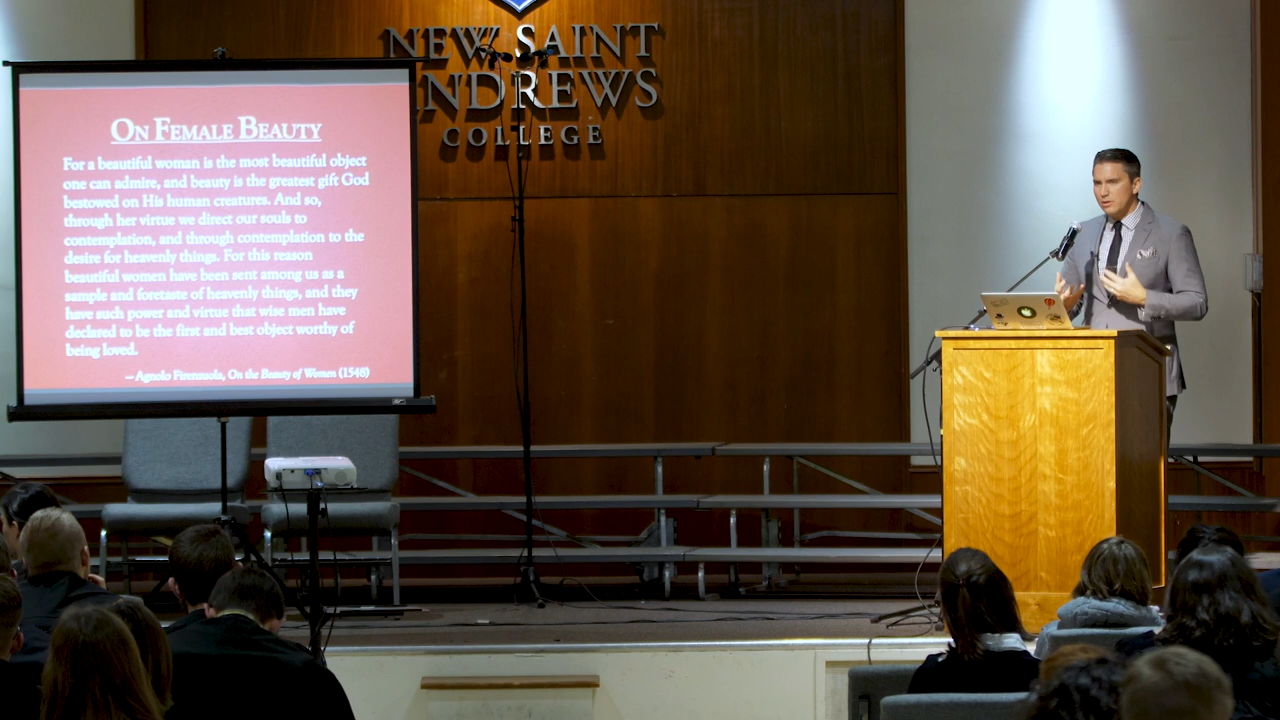 NEW SAINT
ANDREWS
COLLEGE
ON FEMALE BEAUTY
For a beautiful woman is the most beautiful object
one can admire, and beauty is the greatest gift God
bestowed on His human creatures. And so,
through her virtue we direct our souls to
contemplation, and through contemplation to the
desire for heavenly things. For this reason
beautiful women have been sent among us as a
sample and foretaste of heavenly things, and they
have such power and virtue that wise men have
declared to be the first and best object worthy of
being loved.
– Agnolo Firenzuola, On the Beauty of Women (1548)